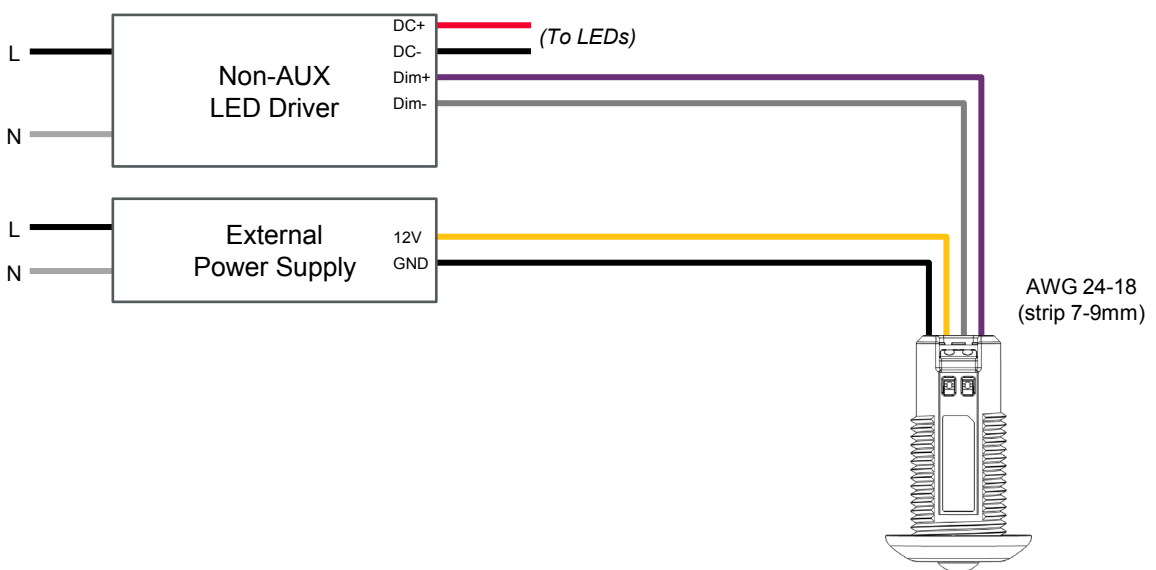 L
N
Non-AUX
LED Driver
DC+
DC-
Dim+
Dim-
(To LEDs)
L
N
External
Power Supply
12V
GND
AWG 24-18
(strip 7-9mm)